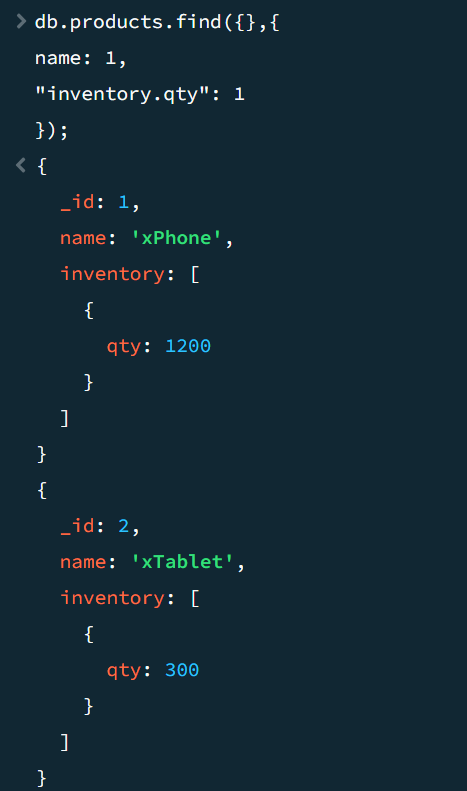 > db.products.find({},{
name: 1,
"inventory.qty": 1
});
< {
_id: 1,
name: 'xPhone',
inventory: [
{
qty: 1200
}
]
}
{
_id: 2,
name: 'xTablet',
inventory: [
{
qty: 300
}
]
}